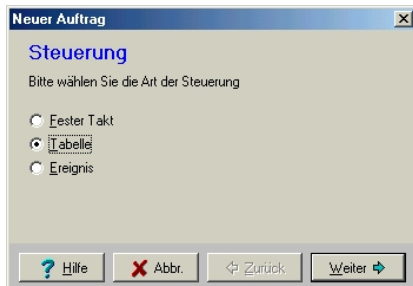 Neuer Auftrag
Steuerung
Bitte wählen Sie die Art der Steuerung
Fester Takt
Tabelle
Ereignis
Hilfe Abbr. Zurück Weiter